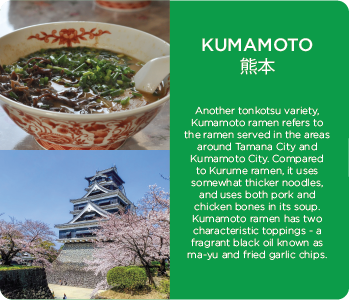 KUMAMOTO
熊本
Another tonkotsu variety,
Kumamoto ramen refers to
the ramen served in the areas
around Tamana City and
Kumamoto City. Compared
to Kurume ramen, it uses
somewhat thicker noodles,
and uses both pork and
chicken bones in its soup.
Kumamoto ramen has two
characteristic toppings - a
fragrant black oil known as
ma-yu and fried garlic chips.